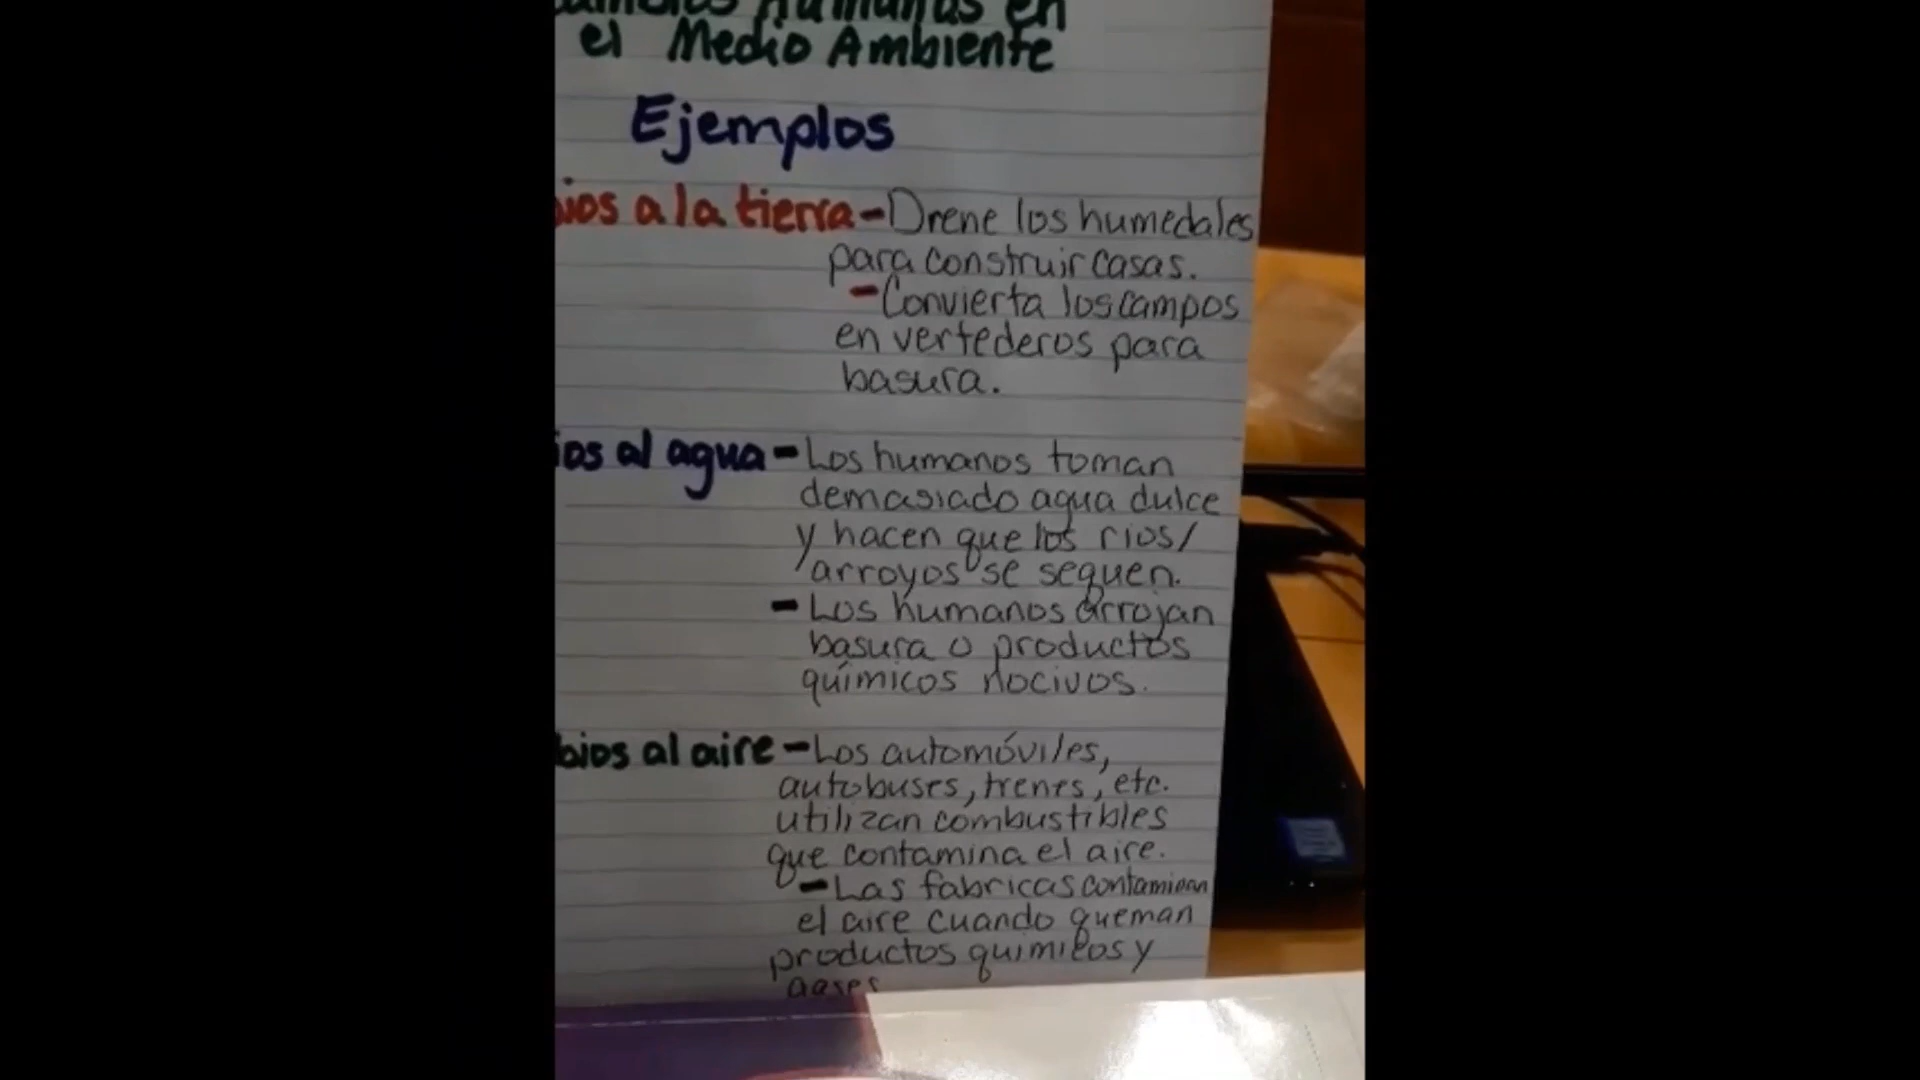 Humanos en
el Medio Ambiente
Ejemplos
a la tierra - Drene los humedales
para construir casas.
- Convierta los campos
en vertederos para
basura.
al agua - Los humanos toman
demasiado agua dulce
y hacen que los rios/
arroyos se sequen.
- Los humanos arrojan
basura o productos
químicos nocivos.
al aire - Los automóviles,
autobuses, trenes, etc.
utilizan combustibles
que contamina el aire.
- Las fabricas contaminan
el aire cuando queman
productos quimicos y
gases